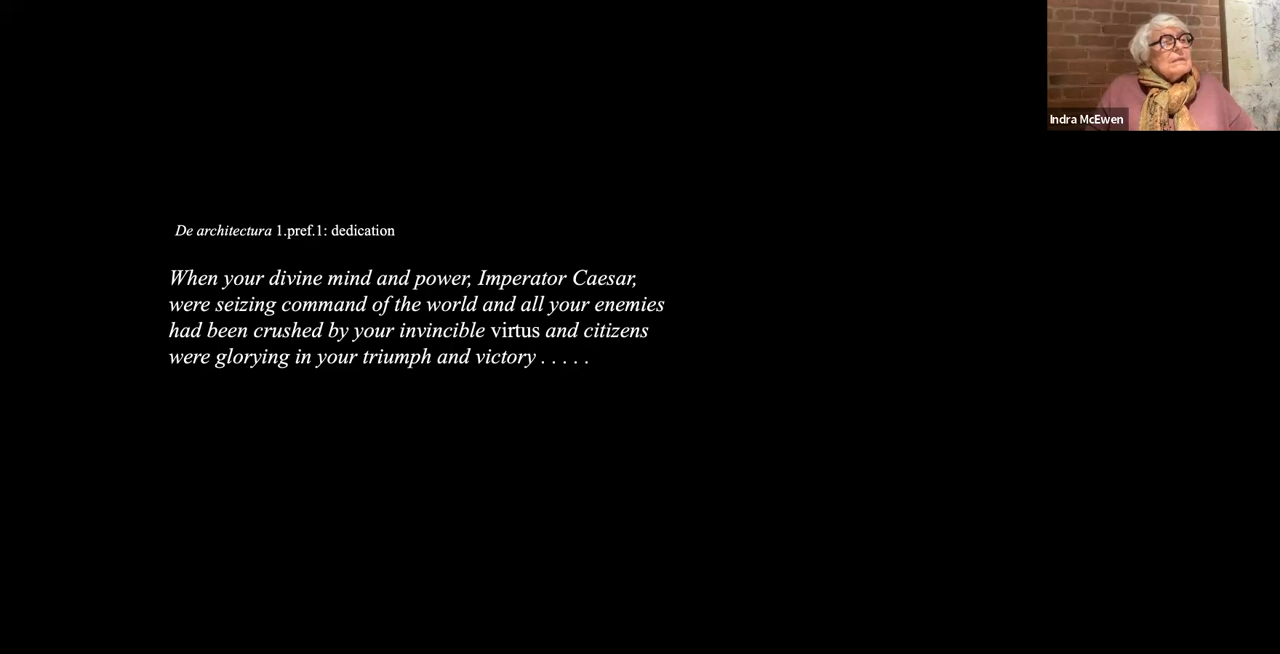 Indra McEwen
De architectura 1.pref.1: dedication
When your divine mind and power, Imperator Caesar,
were seizing command of the world and all your enemies
had been crushed by your invincible virtus and citizens
were glorying in your triumph and victory . . . . .